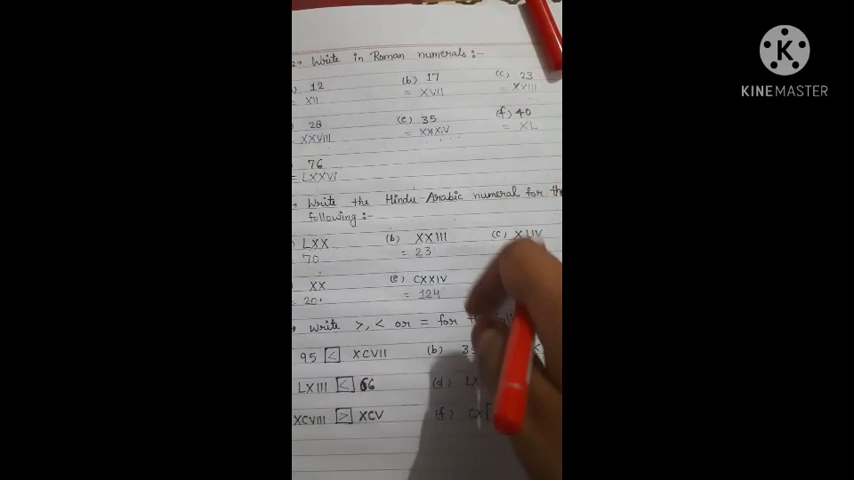 Write in Roman numerals :-
12 (b) 17 (c) 23
= XII = XVII = XXIII
28 (e) 35 (f) 40
XXVIII = XXXV = XL
76
= LXXVI
Write the Hindu-Arabic numeral for the
following :-
LXX (b) XXIII (c) XLIV
70 = 23
XX (e) CXXIV
= 20. = 124
write >, < or = for
95 < XCVII (b)
LXIII < 66 (d)
XCVIII > XCV (f) CX
K
KINEMASTER